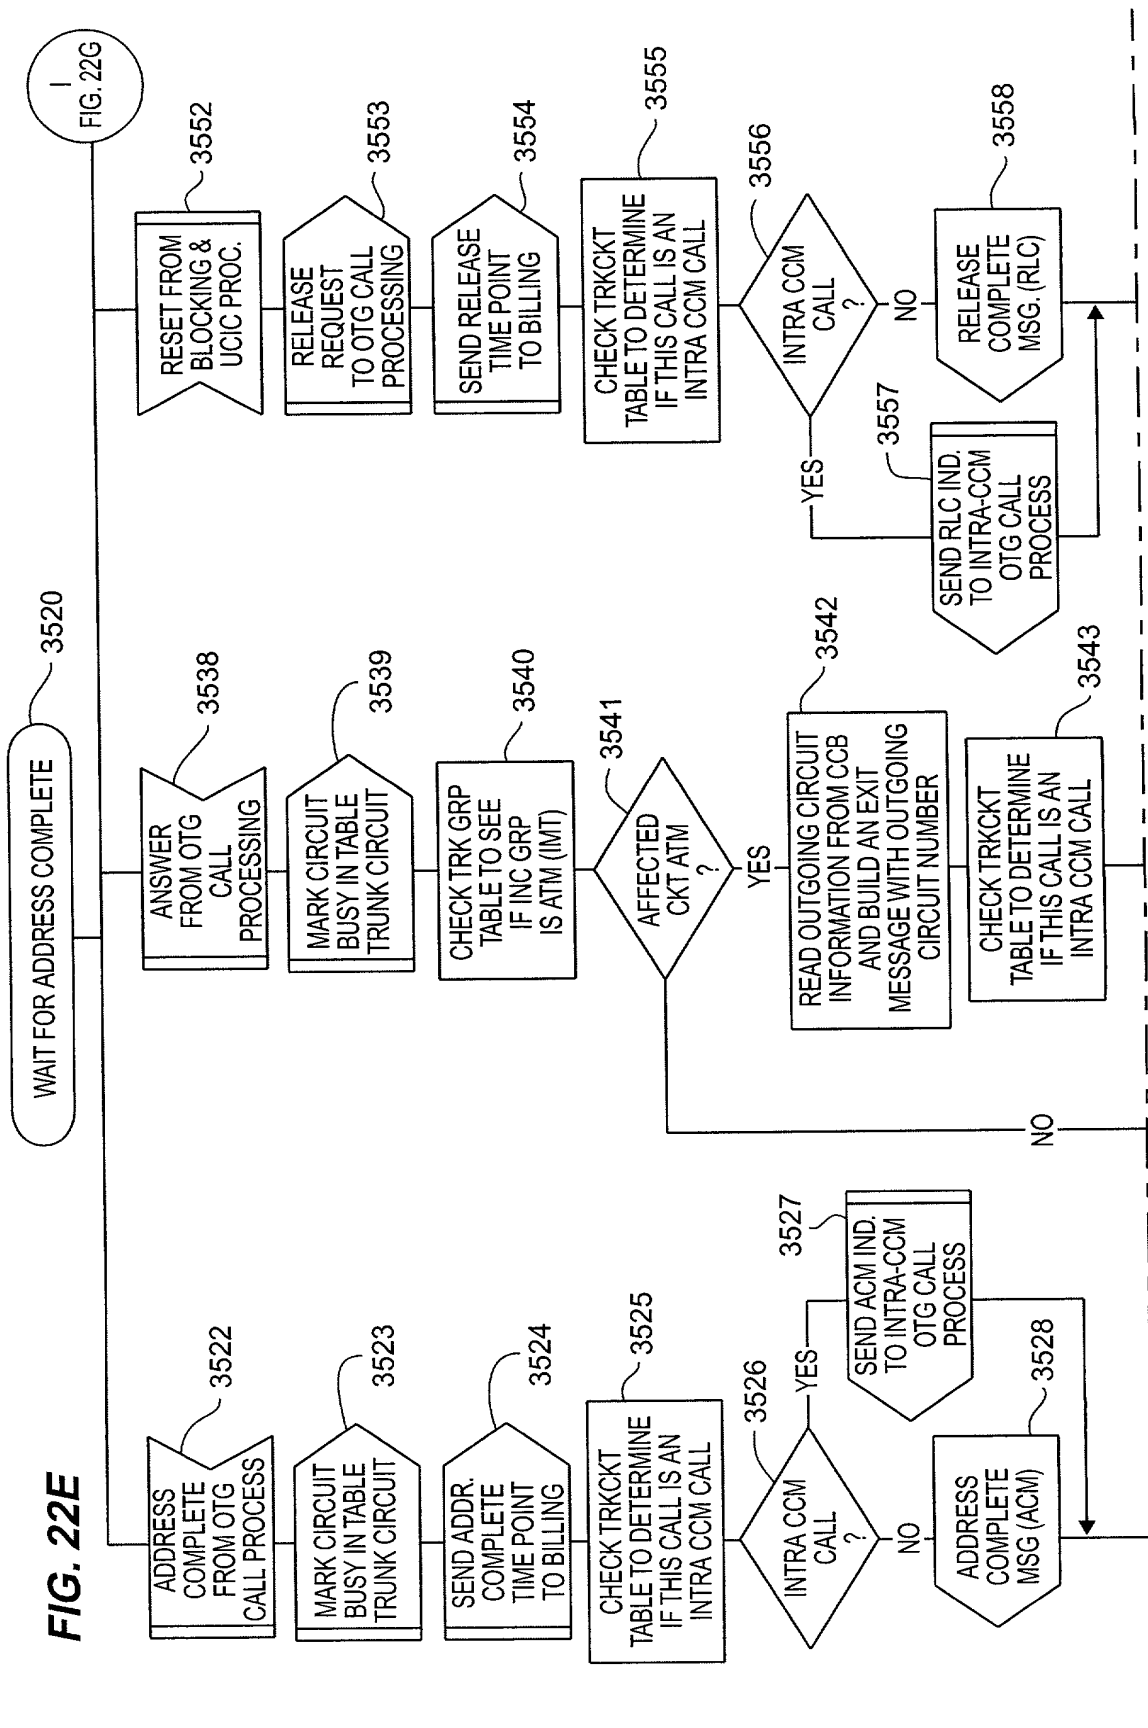 FIG. 22E
WAIT FOR ADDRESS COMPLETE
3520
I
FIG. 22G
ADDRESS
COMPLETE
FROM OTG
CALL PROCESS
3522
MARK CIRCUIT
BUSY IN TABLE
TRUNK CIRCUIT
3523
SEND ADDR.
COMPLETE
TIME POINT
TO BILLING
3524
CHECK TRKCKT
TABLE TO DETERMINE
IF THIS CALL IS AN
INTRA CCM CALL
3525
INTRA CCM
CALL
?
3526
YES
NO
SEND ACM IND.
TO INTRA-CCM
OTG CALL
PROCESS
3527
ADDRESS
COMPLETE
MSG (ACM)
3528
ANSWER
FROM OTG
CALL
PROCESSING
3538
MARK CIRCUIT
BUSY IN TABLE
TRUNK CIRCUIT
3539
CHECK TRK GRP
TABLE TO SEE
IF INC GRP
IS ATM (IMT)
3540
AFFECTED
CKT ATM
?
3541
YES
NO
READ OUTGOING CIRCUIT
INFORMATION FROM CCB
AND BUILD AN EXIT
MESSAGE WITH OUTGOING
CIRCUIT NUMBER
3542
CHECK TRKCKT
TABLE TO DETERMINE
IF THIS CALL IS AN
INTRA CCM CALL
3543
RESET FROM
BLOCKING &
UCIC PROC.
3552
RELEASE
REQUEST
TO OTG CALL
PROCESSING
3553
SEND RELEASE
TIME POINT
TO BILLING
3554
CHECK TRKCKT
TABLE TO DETERMINE
IF THIS CALL IS AN
INTRA CCM CALL
3555
INTRA CCM
CALL
?
3556
YES
NO
SEND RLC IND.
TO INTRA-CCM
OTG CALL
PROCESS
3557
RELEASE
COMPLETE
MSG. (RLC)
3558